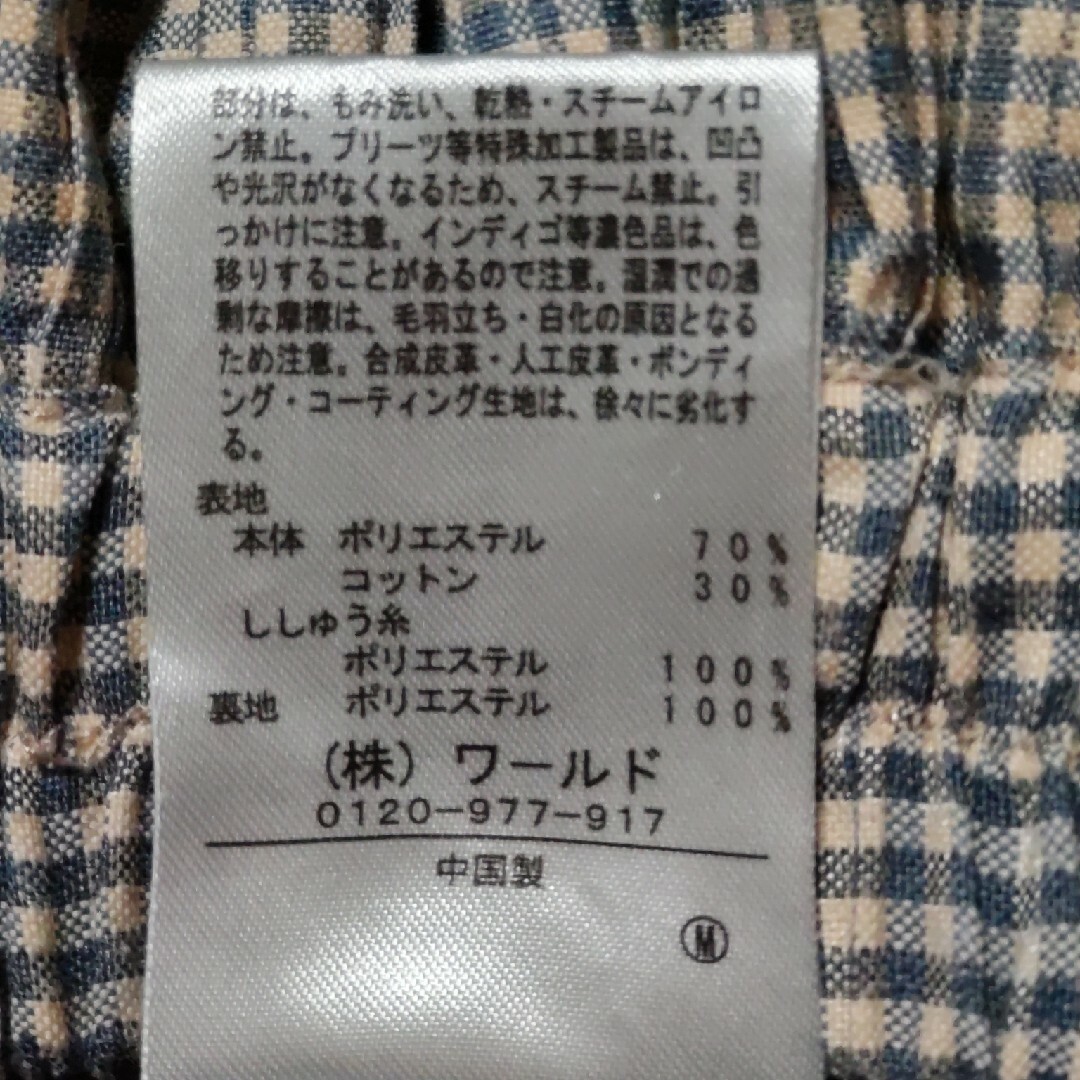 部分は、もみ洗い、乾熱・スチームアイロ
ン禁止。プリーツ等特殊加工製品は、凹凸
や光沢がなくなるため、スチーム禁止。引
っかけに注意。インディゴ等濃色品は、色
移りすることがあるので注意。湿潤での過
剰な摩擦は、毛羽立ち・白化の原因となる
ため注意。合成皮革・人工皮革・ボンディ
ング・コーティング生地は、徐々に劣化す
る。
表地
本体 ポリエステル 70%
コットン 30%
ししゅう糸
ポリエステル 100%
裏地 ポリエステル 100%
(株) ワールド
0120-977-917
中国製
Ⓜ